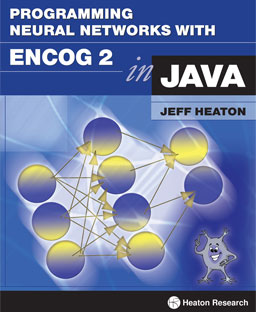 PROGRAMMING
NEURAL NETWORKS WITH
ENCOG 2 in JAVA
JEFF HEATON
Heaton Research